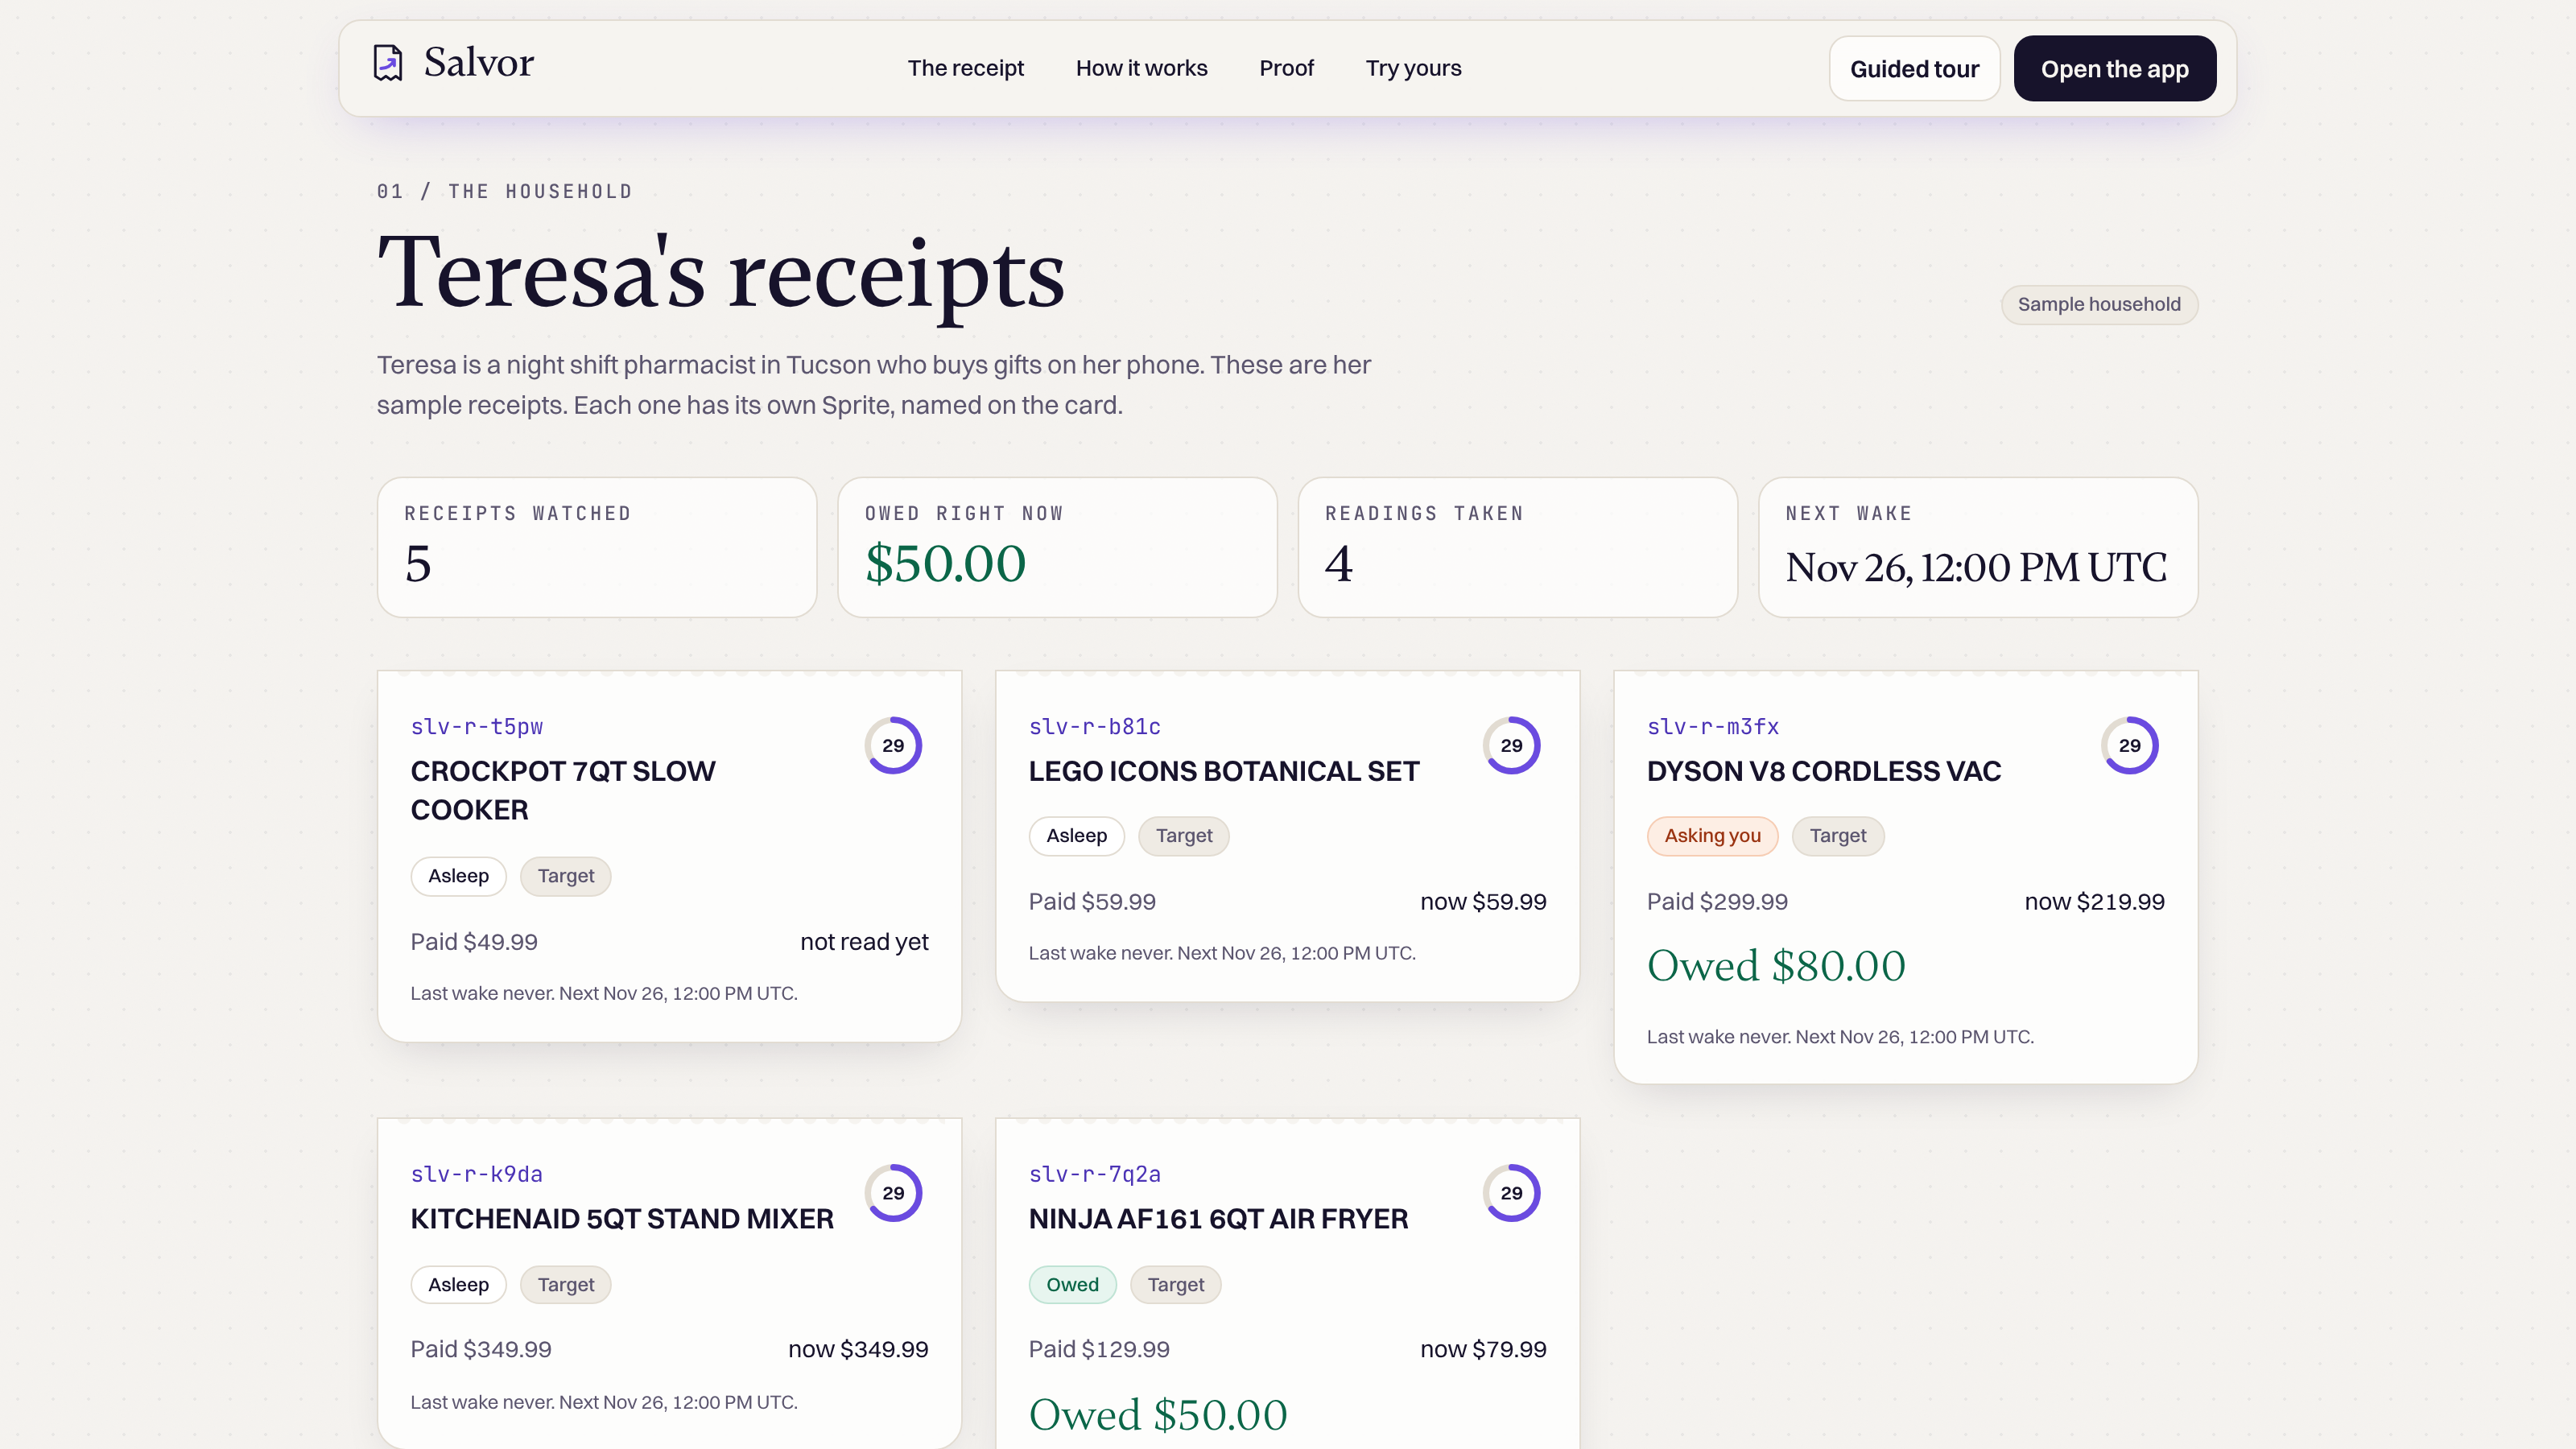 Salvor
The receipt
How it works
Proof
Try yours
Guided tour
Open the app
01 / THE HOUSEHOLD
Teresa's receipts
Sample household
Teresa is a night shift pharmacist in Tucson who buys gifts on her phone. These are her
sample receipts. Each one has its own Sprite, named on the card.
RECEIPTS WATCHED
5
OWED RIGHT NOW
$50.00
READINGS TAKEN
4
NEXT WAKE
Nov 26, 12:00 PM UTC
slv-r-t5pw
29
CROCKPOT 7QT SLOW
COOKER
Asleep
Target
Paid $49.99
not read yet
Last wake never. Next Nov 26, 12:00 PM UTC.
slv-r-b81c
29
LEGO ICONS BOTANICAL SET
Asleep
Target
Paid $59.99
now $59.99
Last wake never. Next Nov 26, 12:00 PM UTC.
slv-r-m3fx
29
DYSON V8 CORDLESS VAC
Asking you
Target
Paid $299.99
now $219.99
Owed $80.00
Last wake never. Next Nov 26, 12:00 PM UTC.
slv-r-k9da
29
KITCHENAID 5QT STAND MIXER
Asleep
Target
Paid $349.99
now $349.99
Last wake never. Next Nov 26, 12:00 PM UTC.
slv-r-7q2a
29
NINJA AF161 6QT AIR FRYER
Owed
Target
Paid $129.99
now $79.99
Owed $50.00